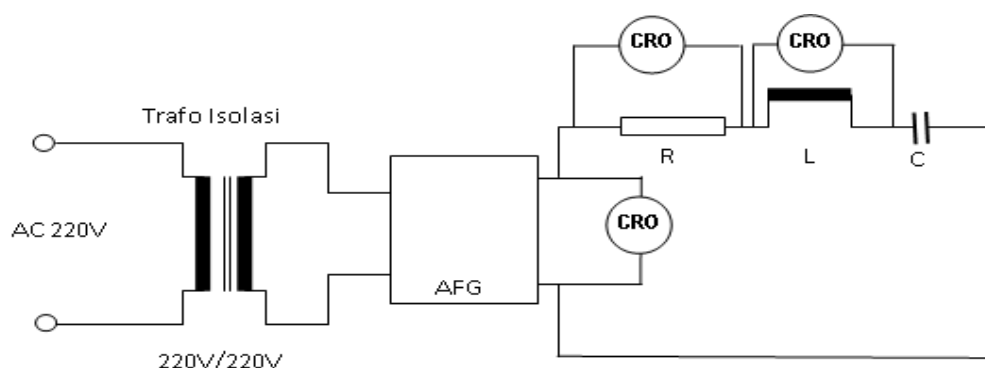 CRO
CRO
Trafo Isolasi
R
L
C
AC 220V
CRO
AFG
220V/220V